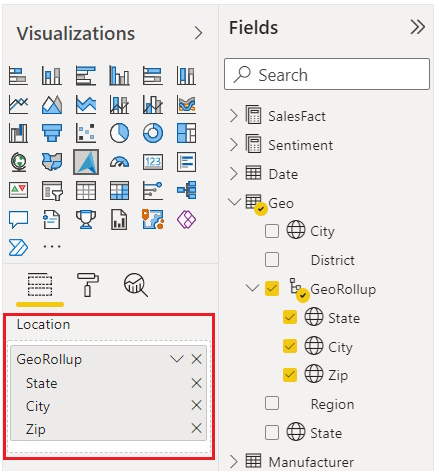 Visualizations
123
Location
GeoRollup
State
City
Zip
Fields
Search
SalesFact
Sentiment
Date
Geo
City
District
GeoRollup
State
City
Zip
Region
State
Manufacturer